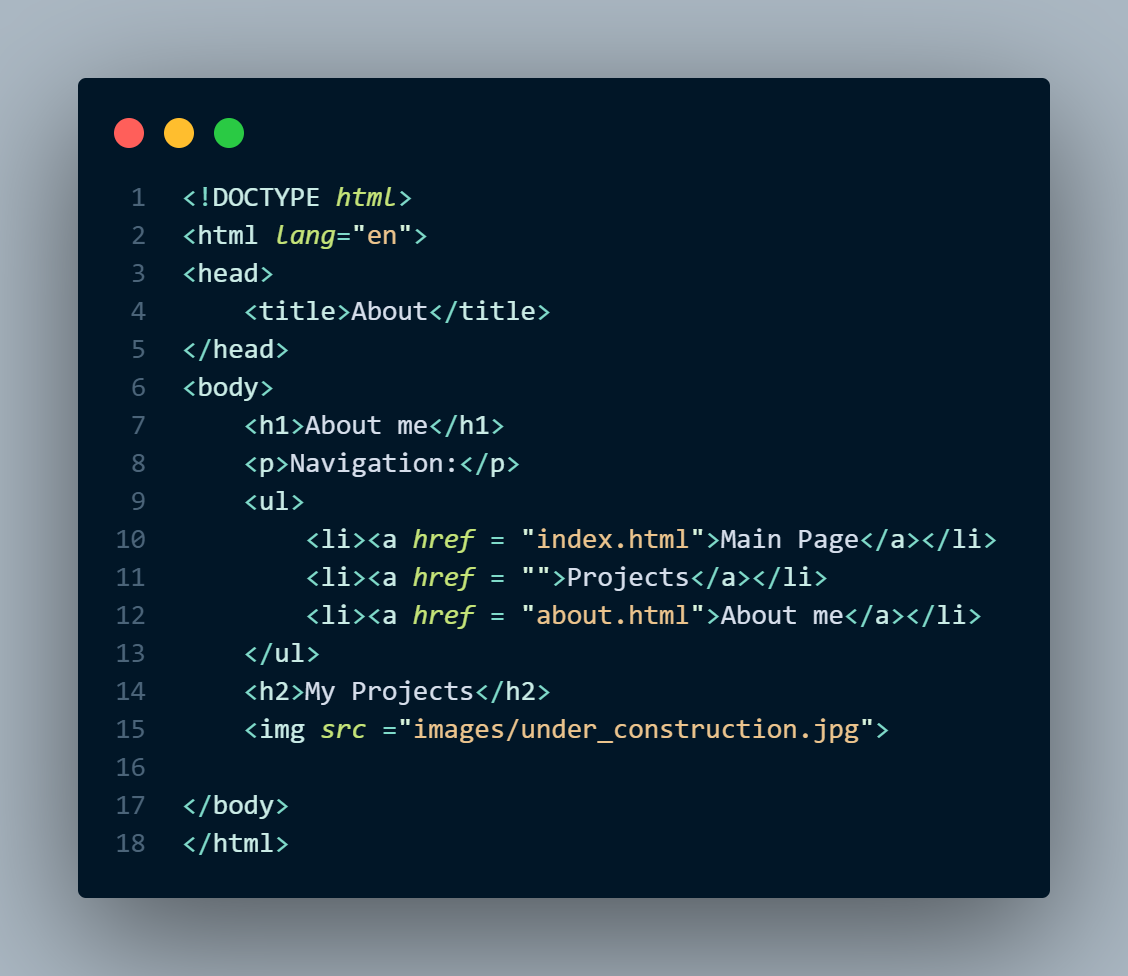 1 <!DOCTYPE html>
2 <html lang="en">
3 <head>
4     <title>About</title>
5 </head>
6 <body>
7     <h1>About me</h1>
8     <p>Navigation:</p>
9     <ul>
10         <li><a href = "index.html">Main Page</a></li>
11         <li><a href = "">Projects</a></li>
12         <li><a href = "about.html">About me</a></li>
13     </ul>
14     <h2>My Projects</h2>
15     <img src ="images/under_construction.jpg">
16
17 </body>
18 </html>